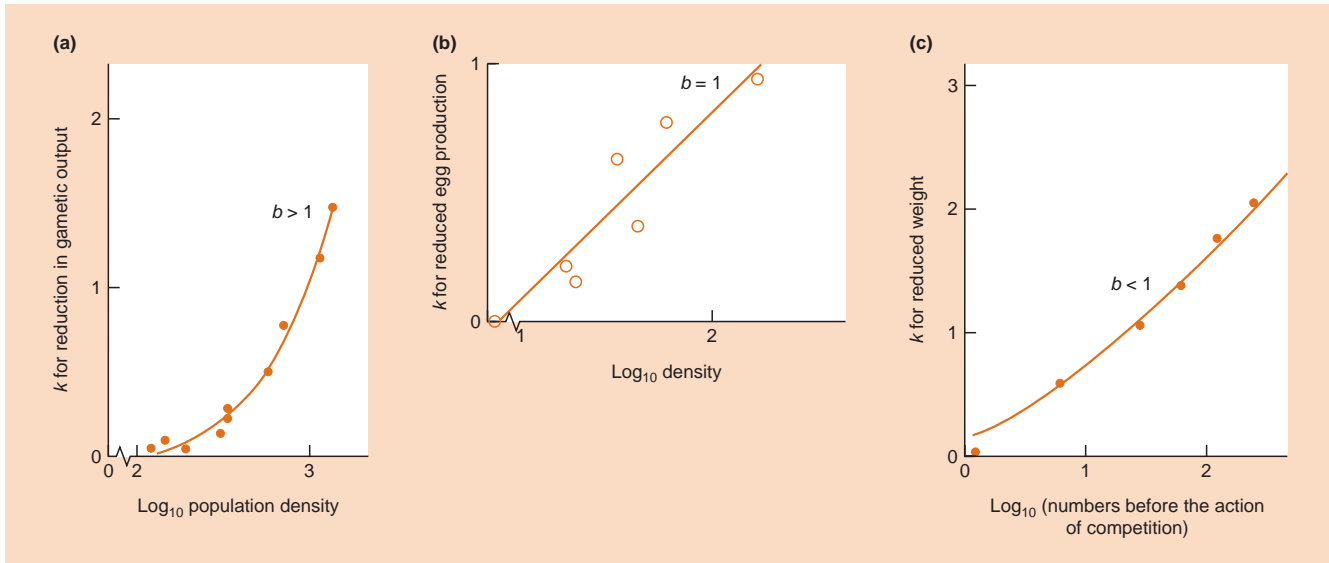 (a)
2
1
0
0 2 3
b > 1
k for reduction in gametic output
Log10 population density
(b)
1
0
1 2
b = 1
k for reduced egg production
Log10 density
(c)
3
2
1
0
0 1 2
b < 1
k for reduced weight
Log10 (numbers before the action
of competition)